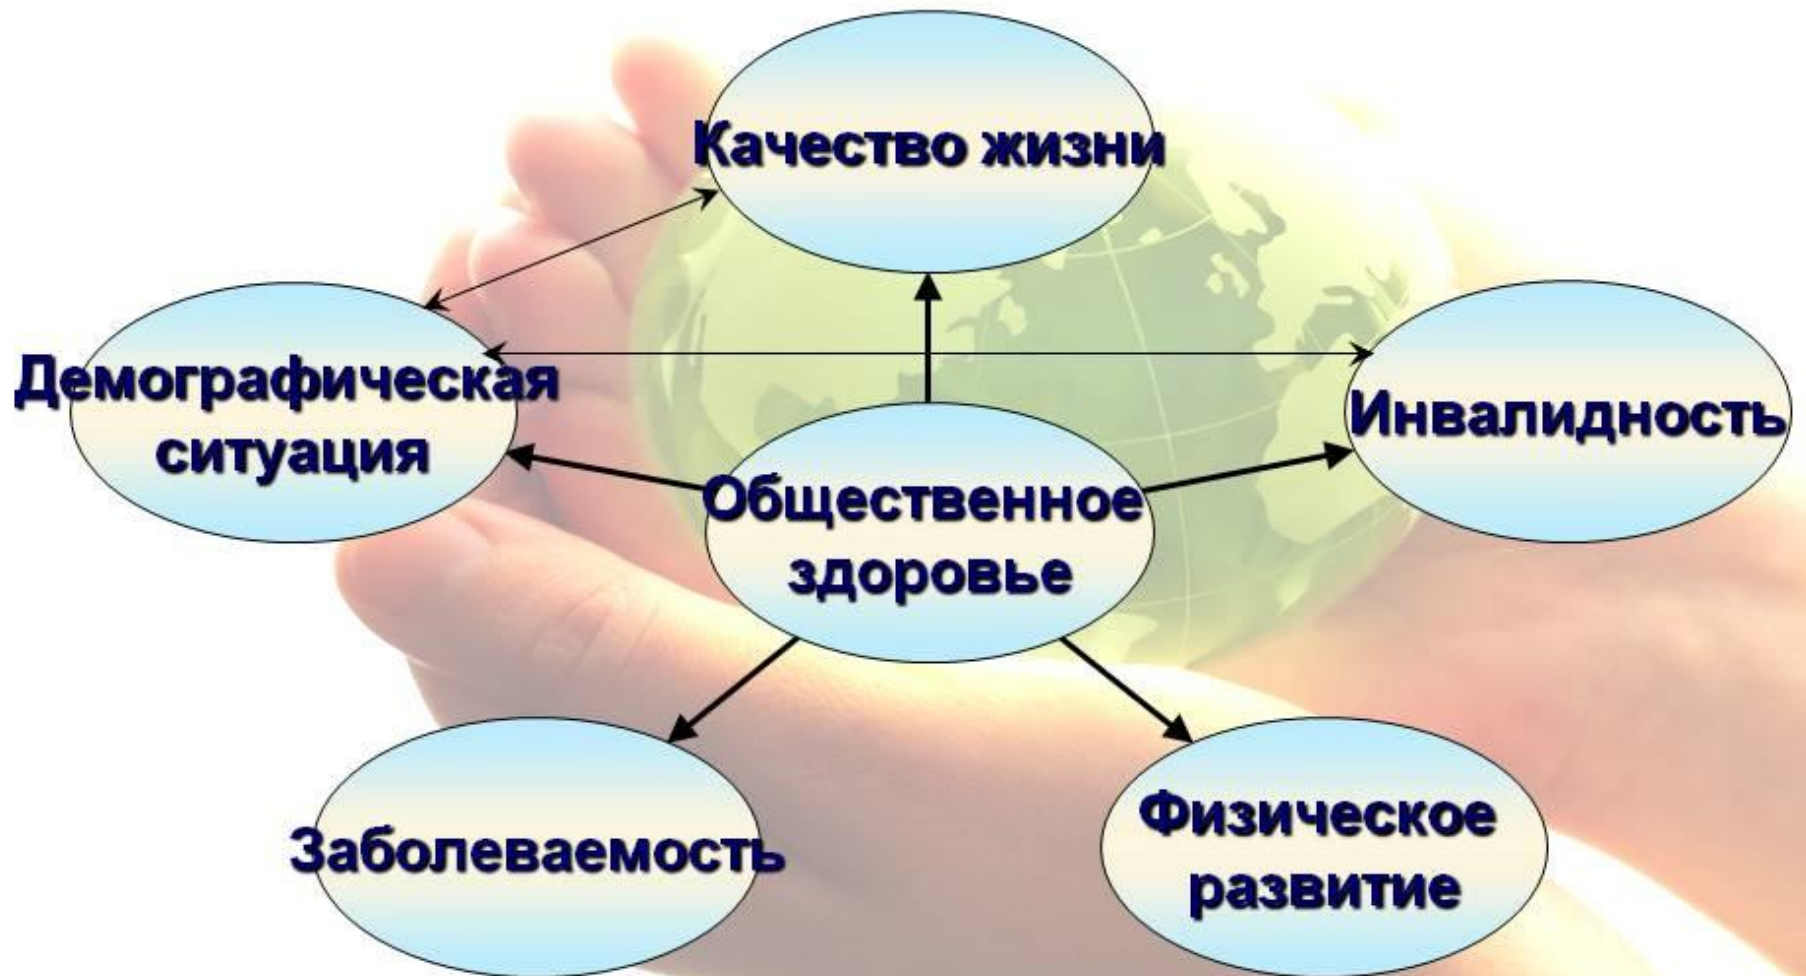 Качество жизни
Демографическая
ситуация
Инвалидность
Общественное
здоровье
Заболеваемость
Физическое
развитие